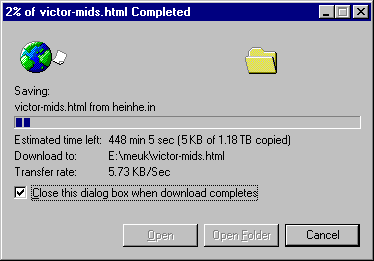 2% of victor-mids.html Completed
Saving:
victor-mids.html from heinhe.in
Estimated time left: 448 min 5 sec (5 KB of 1.18 TB copied)
Download to: E:\meuk\victor-mids.html
Transfer rate: 5.73 KB/Sec
Close this dialog box when download completes
Open Open Folder Cancel